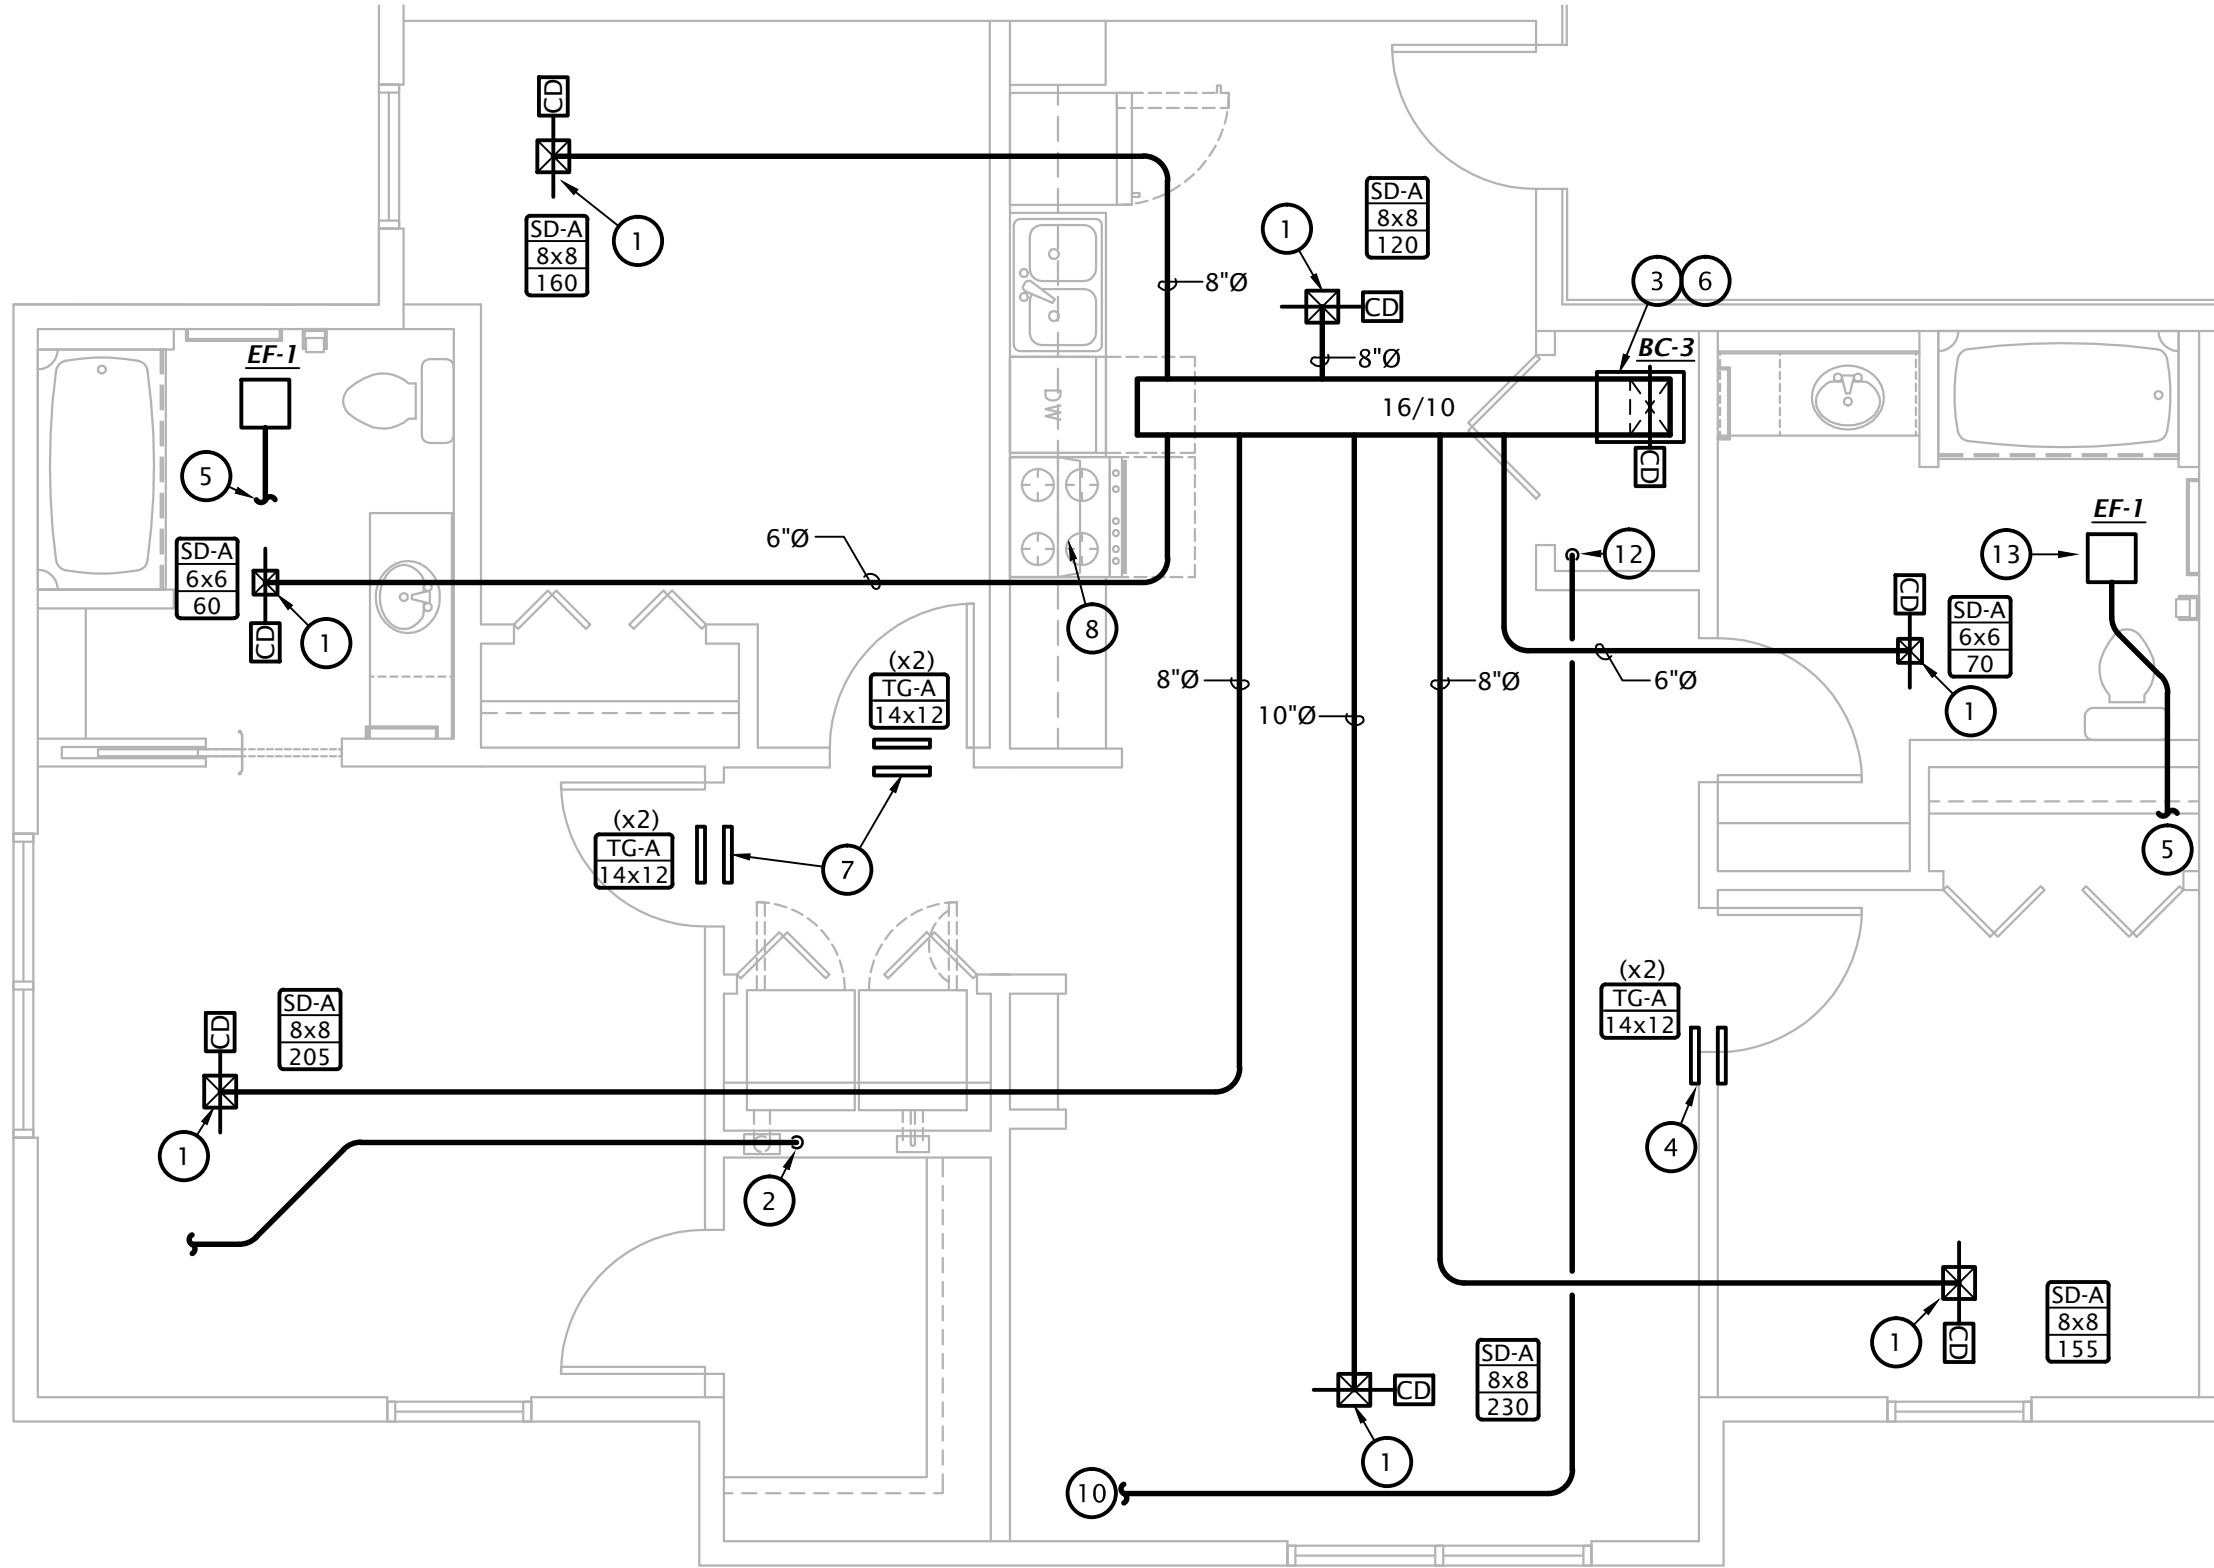 CD
SD-A
8x8
160
1
1
SD-A
8x8
120
CD
8"Ø
8"Ø
3
6
BC-3
16/10
CD
EF-1
5
DW
6"Ø
SD-A
6x6
60
CD
1
8
12
EF-1
13
CD
SD-A
6x6
70
1
(x2)
TG-A
14x12
8"Ø
10"Ø
8"Ø
6"Ø
(x2)
TG-A
14x12
7
5
(x2)
TG-A
14x12
4
SD-A
8x8
205
CD
1
2
SD-A
8x8
155
1
CD
SD-A
8x8
230
CD
1
10